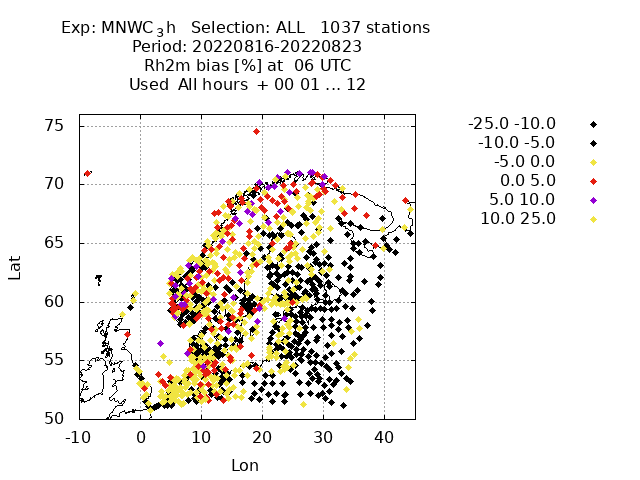 Exp: MNWC₃h   Selection: ALL   1037 stations
Period: 20220816-20220823
Rh2m bias [%] at  06 UTC
Used  All hours  + 00 01 ... 12
-25.0 -10.0
-10.0 -5.0
-5.0 0.0
0.0 5.0
5.0 10.0
10.0 25.0
75
70
65
60
55
50
Lat
-10 0 10 20 30 40
Lon